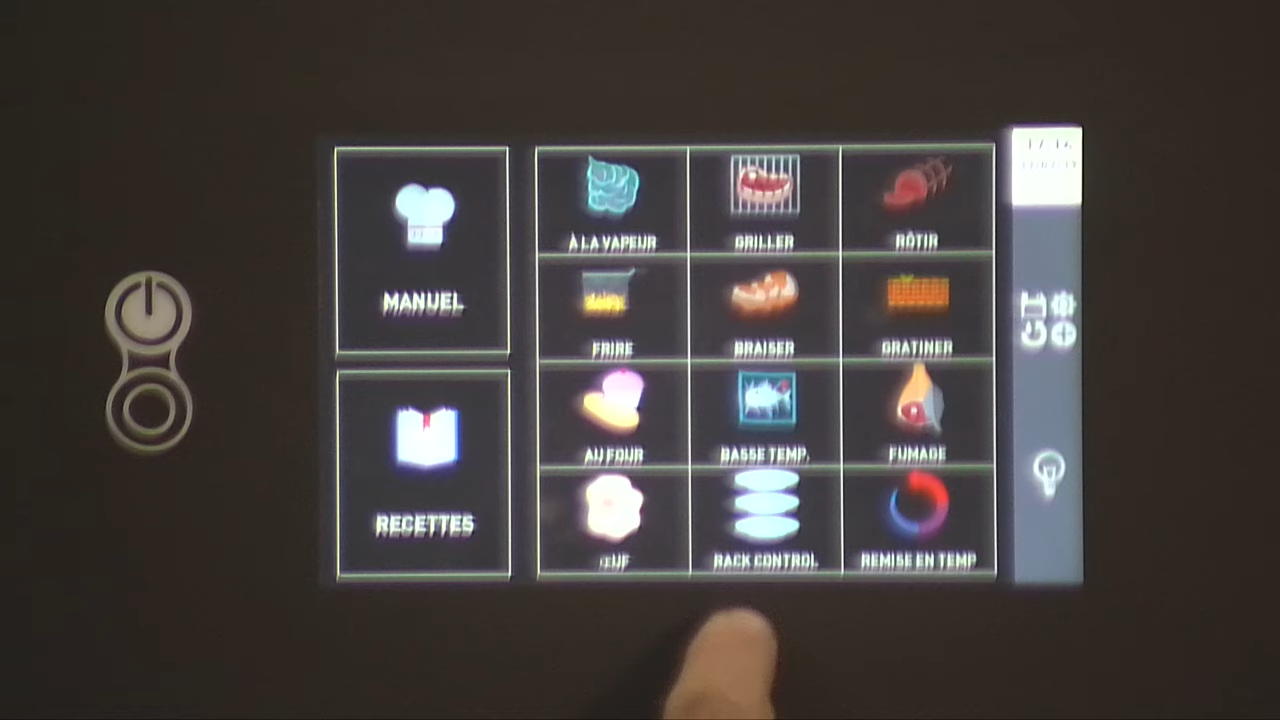 MANUEL
RECETTES
À LA VAPEUR
GRILLER
RÔTIR
FRIRE
BRAISER
GRATINER
AU FOUR
BASSE TEMP.
FUMAGE
ŒUF
RACK CONTROL
REMISE EN TEMP